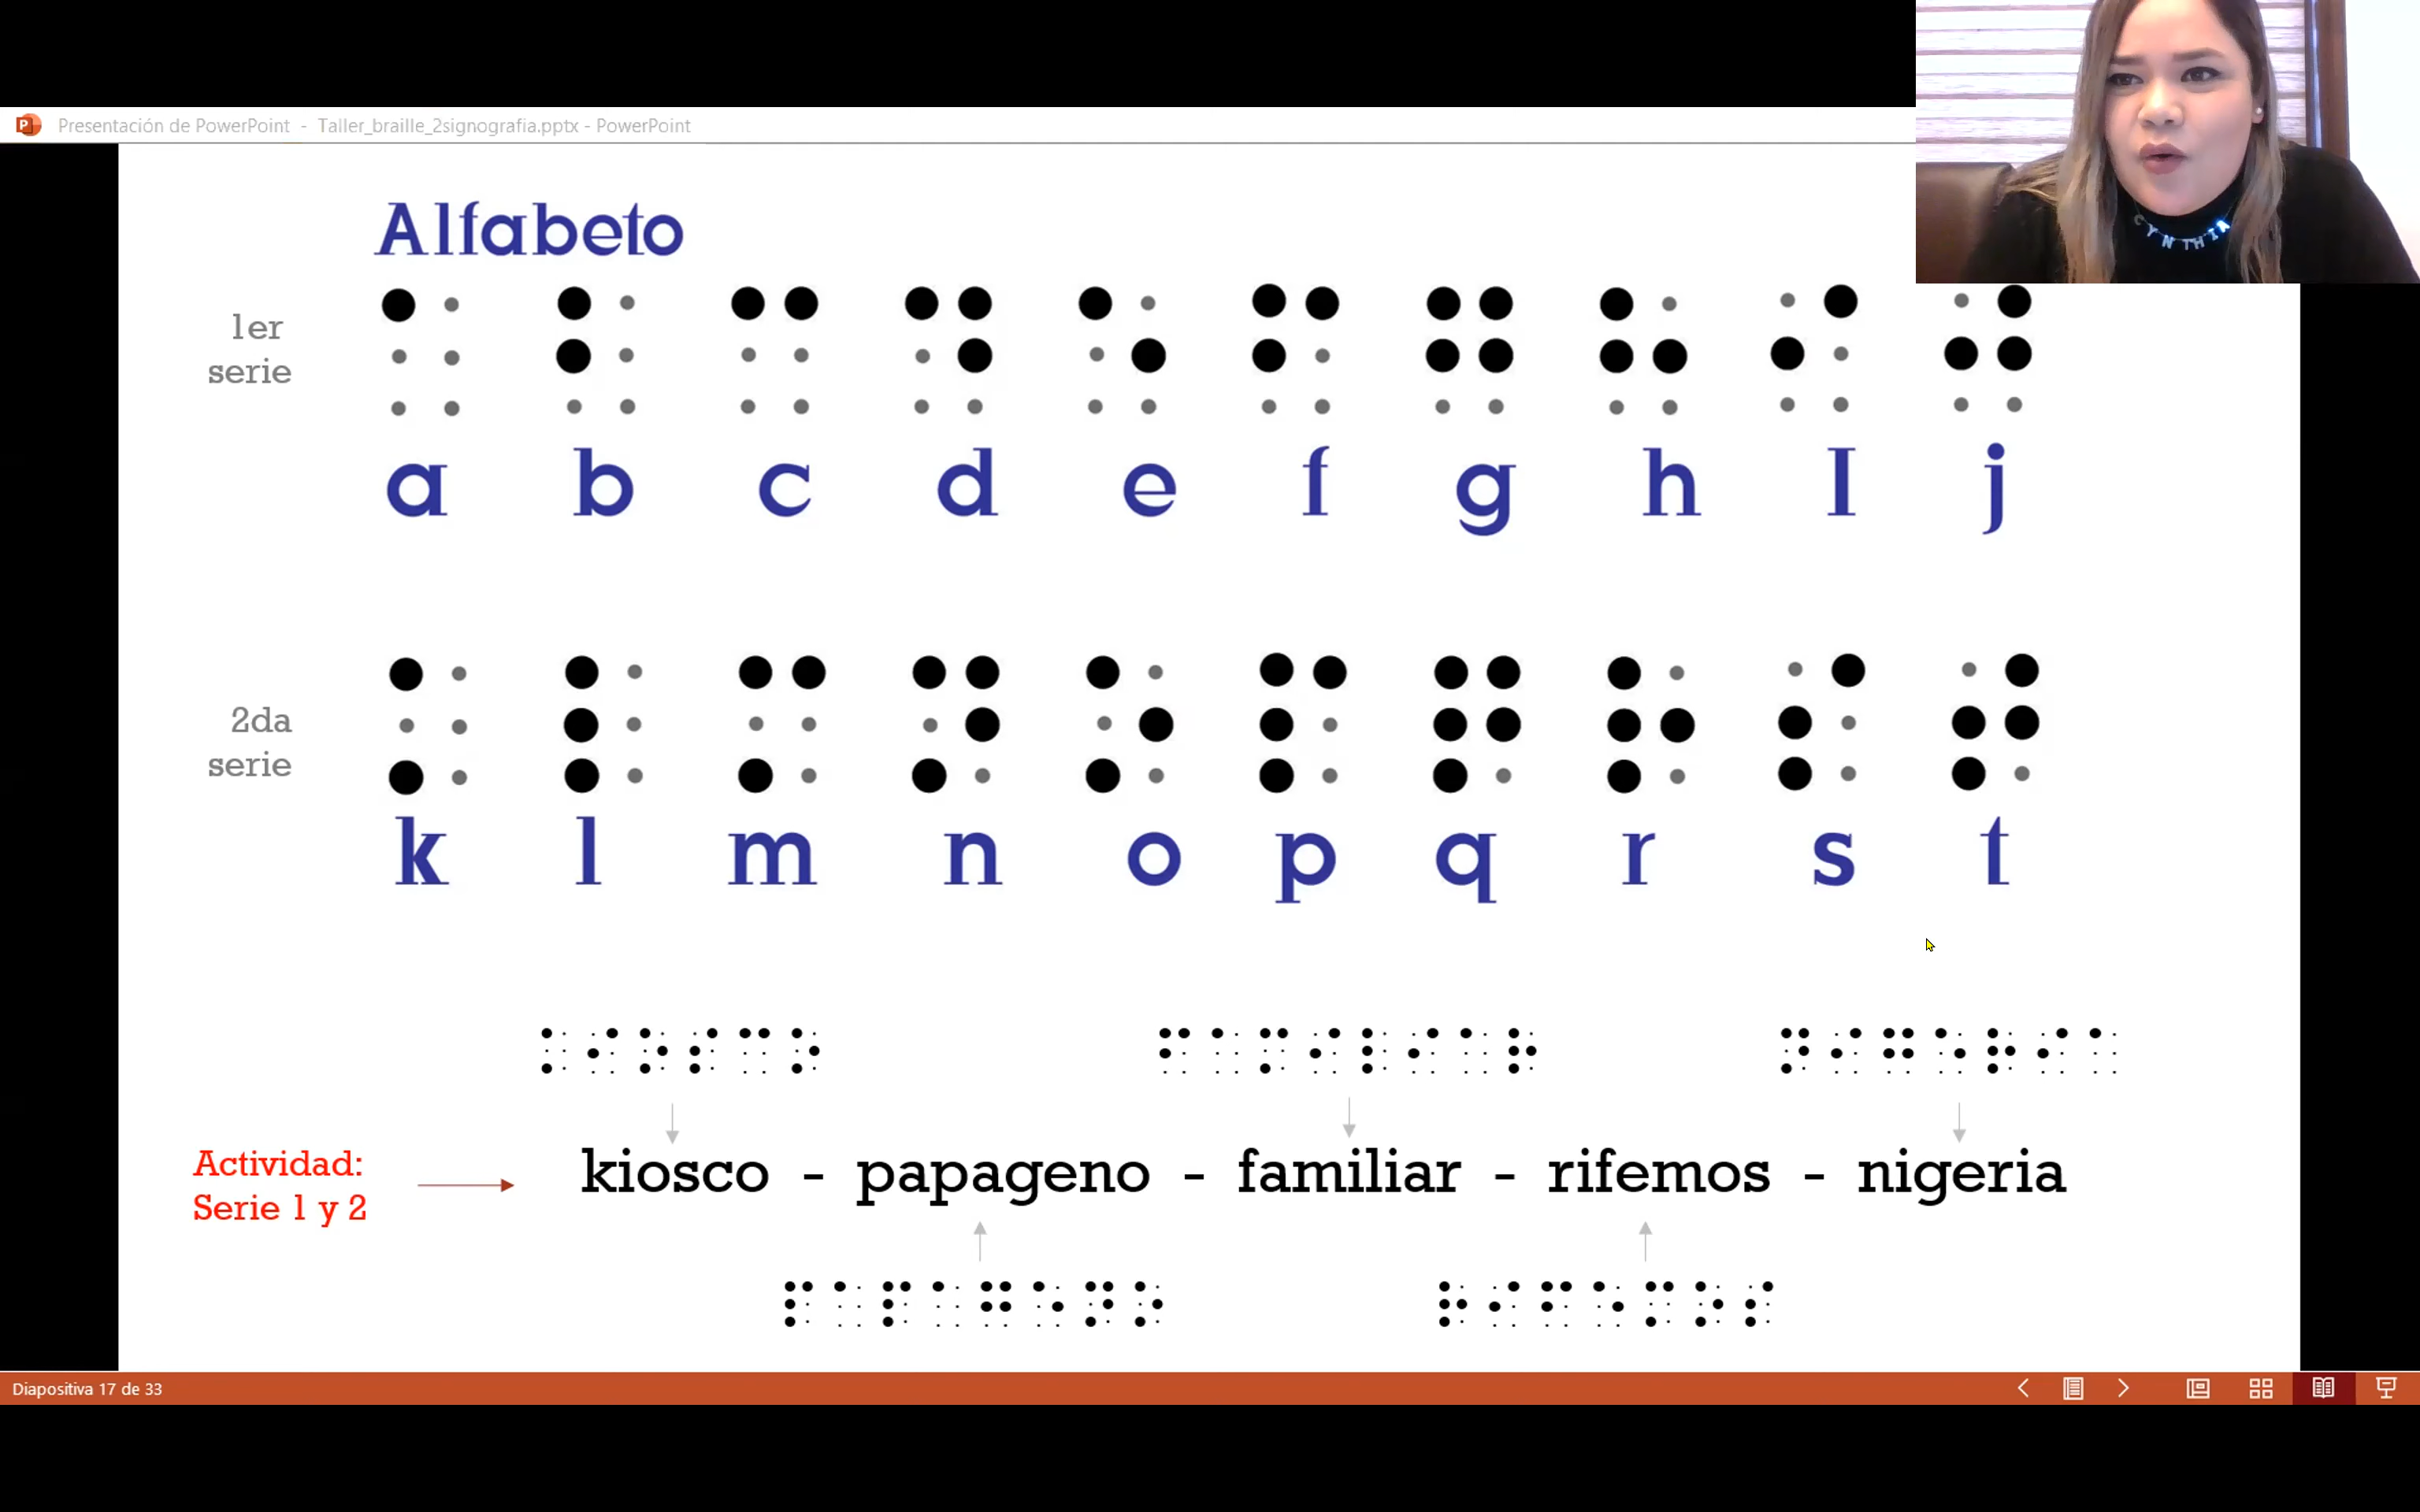 Presentación de PowerPoint - Taller_braille_2signografia.pptx - PowerPoint
CYNTHIA
Alfabeto
1er
serie
⠁ ⠃ ⠉ ⠙ ⠑ ⠋ ⠛ ⠓ ⠊ ⠚
a b c d e f g h I j
2da
serie
⠅ ⠇ ⠍ ⠝ ⠕ ⠏ ⠟ ⠗ ⠎ ⠞
k l m n o p q r s t
⠅⠊⠕⠎⠉⠕ ⠋⠁⠍⠊⠇⠊⠁⠗ ⠝⠊⠛⠑⠗⠊⠁
Actividad:
Serie 1 y 2
kiosco - papageno - familiar - rifemos - nigeria
⠏⠁⠏⠁⠛⠑⠝⠕ ⠗⠊⠋⠑⠍⠕⠎
Diapositiva 17 de 33